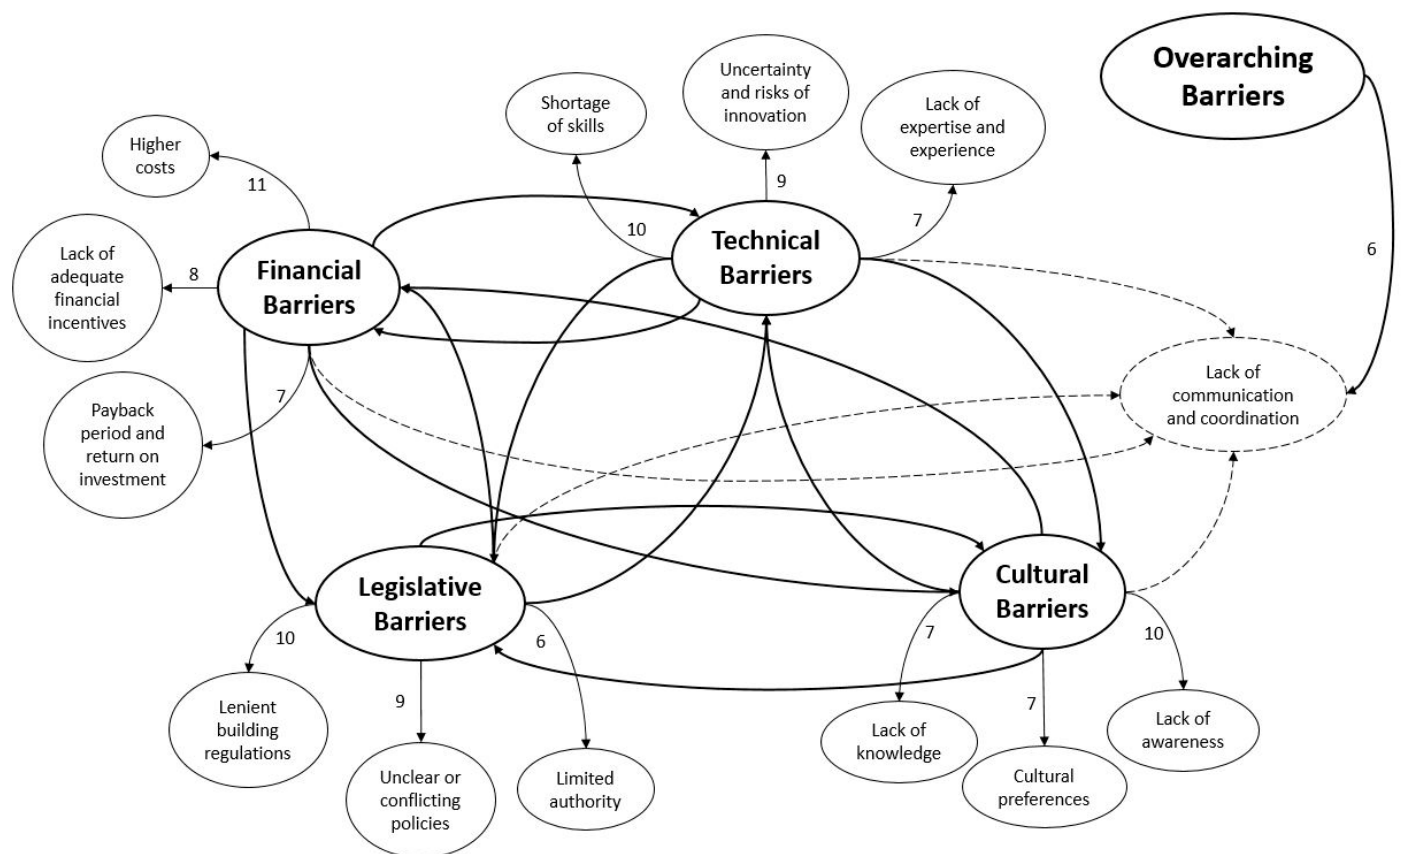 Overarching
Barriers
6
Uncertainty
and risks of
innovation
Shortage
of skills
Lack of
expertise and
experience
Higher
costs
11
9
10
7
Technical
Barriers
Lack of
adequate
financial
incentives
8
Financial
Barriers
7
Payback
period and
return on
investment
Lack of
communication
and coordination
Legislative
Barriers
10
9
6
Lenient
building
regulations
Unclear or
conflicting
policies
Limited
authority
Cultural
Barriers
7
7
10
Lack of
knowledge
Cultural
preferences
Lack of
awareness